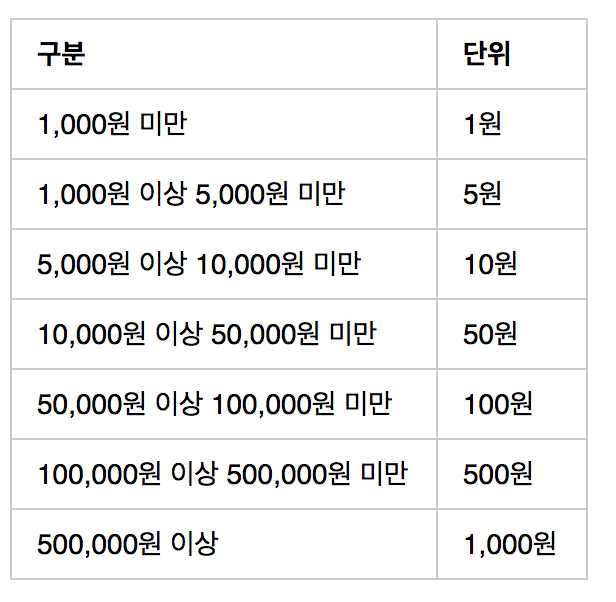 구분 단위
1,000원 미만 1원
1,000원 이상 5,000원 미만 5원
5,000원 이상 10,000원 미만 10원
10,000원 이상 50,000원 미만 50원
50,000원 이상 100,000원 미만 100원
100,000원 이상 500,000원 미만 500원
500,000원 이상 1,000원